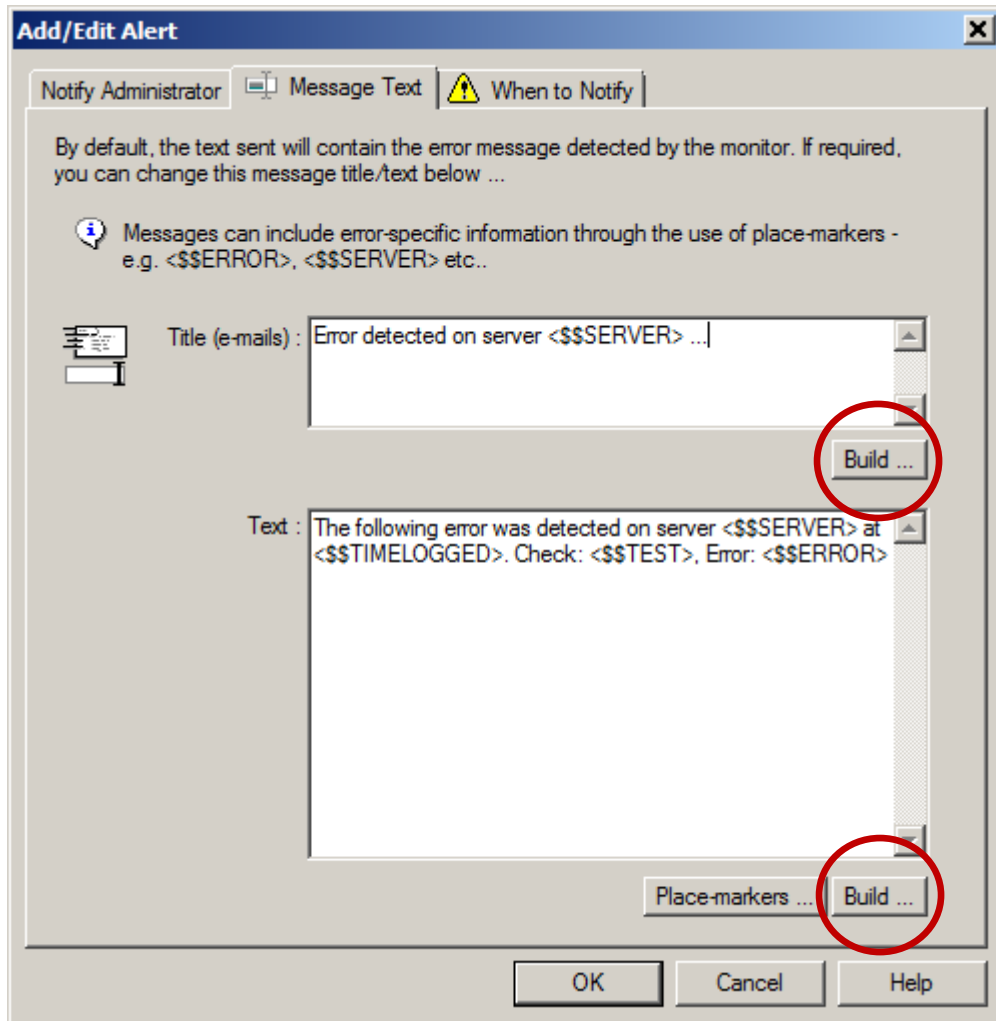 Add/Edit Alert
Notify Administrator
Message Text
When to Notify
By default, the text sent will contain the error message detected by the monitor. If required,
you can change this message title/text below ...
Messages can include error-specific information through the use of place-markers -
e.g. <$$ERROR>, <$$SERVER> etc..
Title (e-mails) :
Error detected on server <$$SERVER> ...
Build ...
Text :
The following error was detected on server <$$SERVER> at
<$$TIMELOGGED>. Check: <$$TEST>, Error: <$$ERROR>
Place-markers ...
Build ...
OK
Cancel
Help